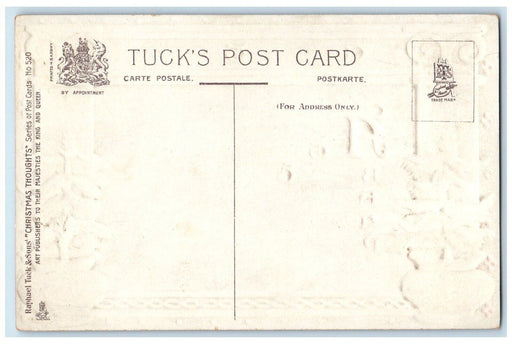 TUCK'S POST CARD
CARTE POSTALE.
POSTKARTE.
BY APPOINTMENT
(FOR ADDRESS ONLY.)
TRADE MARK
Raphael Tuck & Sons' "CHRISTMAS THOUGHTS" Series of Post Cards No 520
ART PUBLISHERS TO THEIR MAJESTIES THE KING AND QUEEN